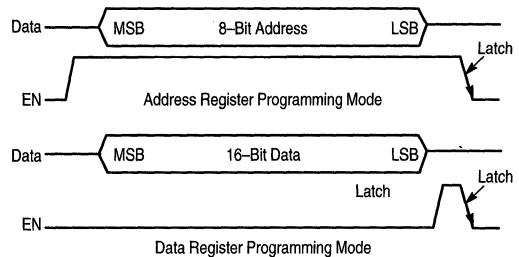 Data MSB 8–Bit Address LSB
Latch
EN Address Register Programming Mode
Data MSB 16–Bit Data LSB
Latch Latch
EN
Data Register Programming Mode